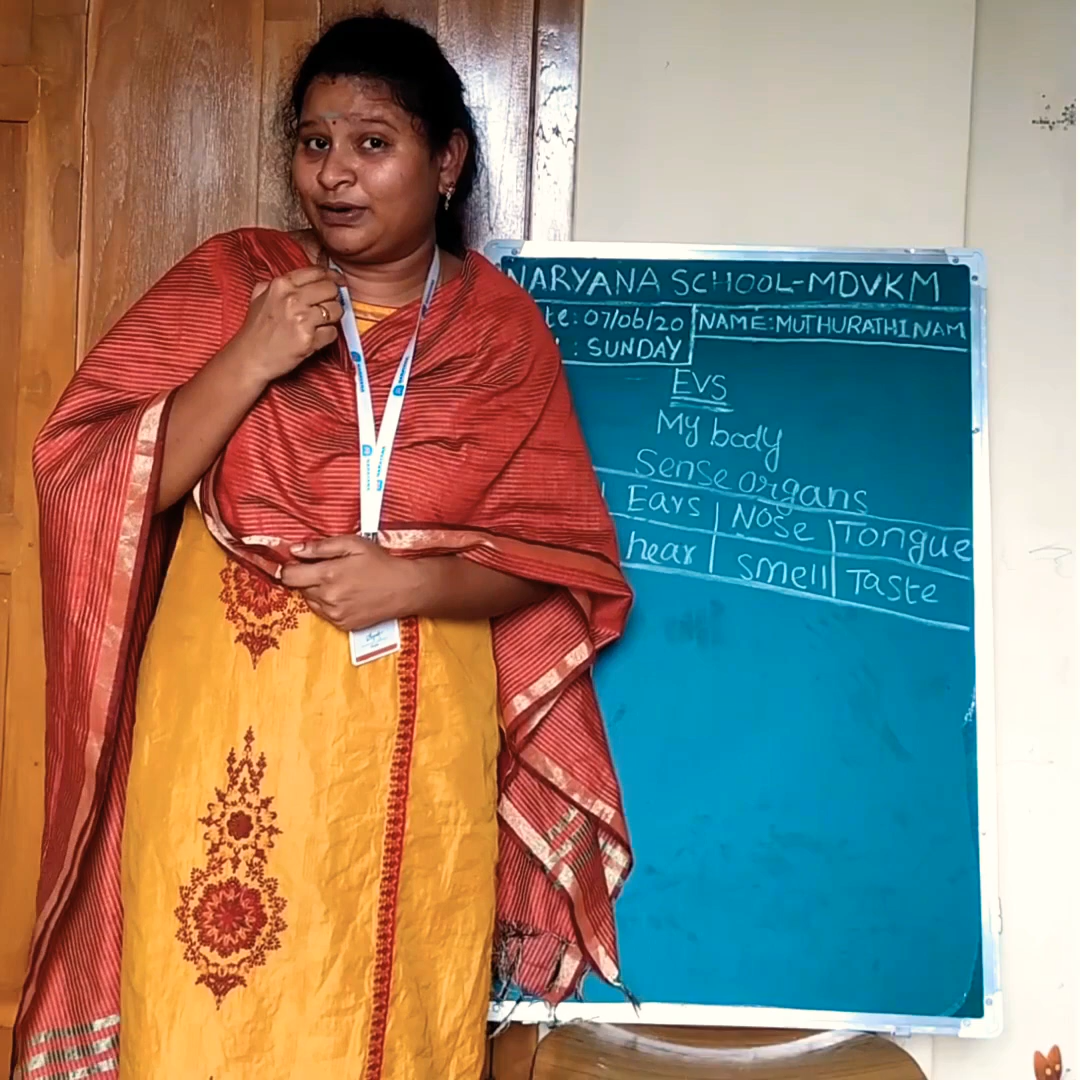 NARYANA SCHOOL-MDVKM
te: 07/06/20 NAME: MUTHURATHINAM
: SUNDAY
EVS
My body
Sense organs
Ears Nose Tongue
hear smell Taste